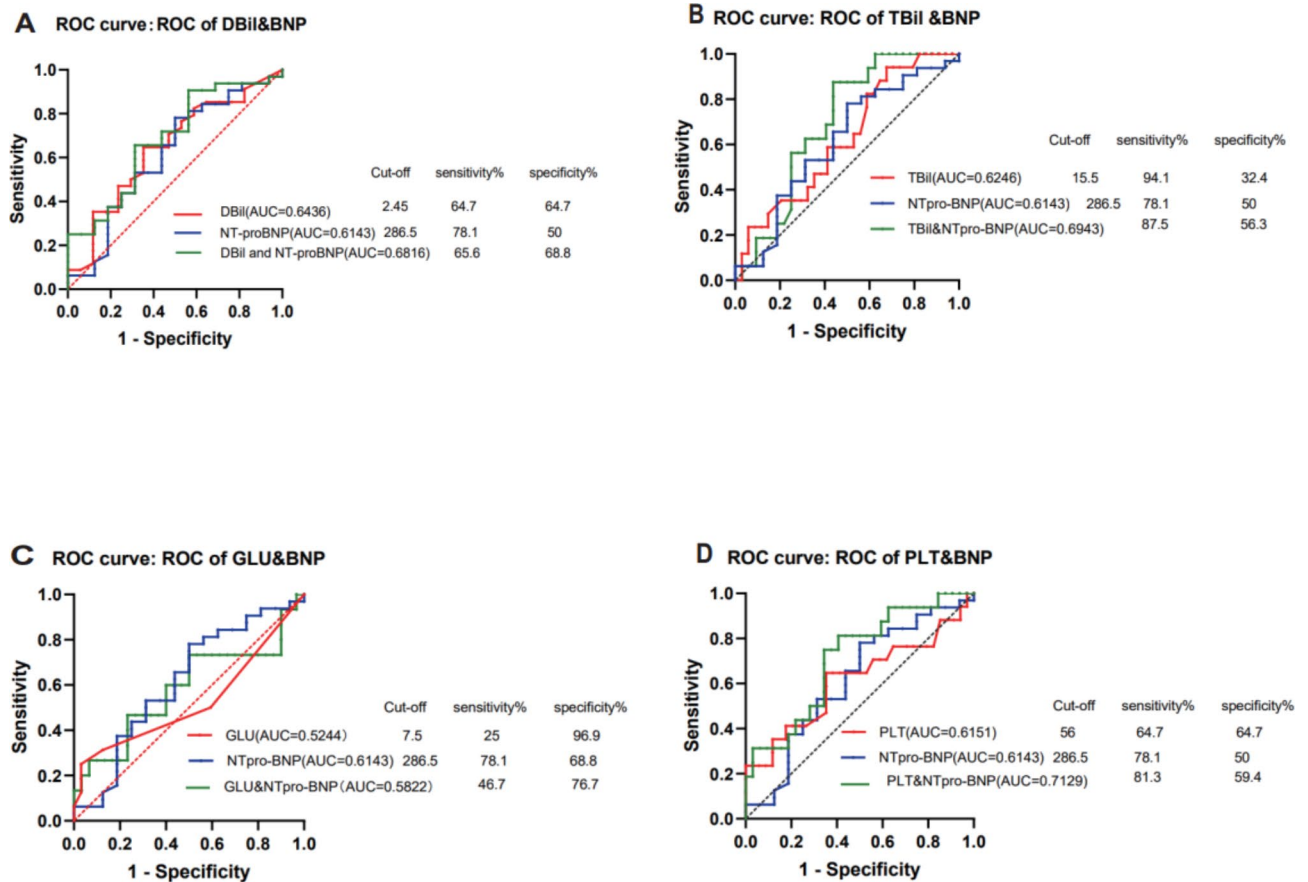 A ROC curve: ROC of DBil&BNP
1.0
0.8
0.6
0.4
0.2
0.0
Sensitivity
0.0 0.2 0.4 0.6 0.8 1.0
1 - Specificity
Cut-off sensitivity% specificity%
DBil(AUC=0.6436) 2.45 64.7 64.7
NT-proBNP(AUC=0.6143) 286.5 78.1 50
DBil and NT-proBNP(AUC=0.6816) 65.6 68.8
B ROC curve: ROC of TBil &BNP
1.0
0.8
0.6
0.4
0.2
0.0
Sensitivity
0.0 0.2 0.4 0.6 0.8 1.0
1 - Specificity
Cut-off sensitivity% specificity%
TBil(AUC=0.6246) 15.5 94.1 32.4
NTpro-BNP(AUC=0.6143) 286.5 78.1 50
TBil&NTpro-BNP(AUC=0.6943) 87.5 56.3
C ROC curve: ROC of GLU&BNP
1.0
0.8
0.6
0.4
0.2
0.0
Sensitivity
0.0 0.2 0.4 0.6 0.8 1.0
1 - Specificity
Cut-off sensitivity% specificity%
GLU(AUC=0.5244) 7.5 25 96.9
NTpro-BNP(AUC=0.6143) 286.5 78.1 68.8
GLU&NTpro-BNP(AUC=0.5822) 46.7 76.7
D ROC curve: ROC of PLT&BNP
1.0
0.8
0.6
0.4
0.2
0.0
Sensitivity
0.0 0.2 0.4 0.6 0.8 1.0
1 - Specificity
Cut-off sensitivity% specificity%
PLT(AUC=0.6151) 56 64.7 64.7
NTpro-BNP(AUC=0.6143) 286.5 78.1 50
PLT&NTpro-BNP(AUC=0.7129) 81.3 59.4